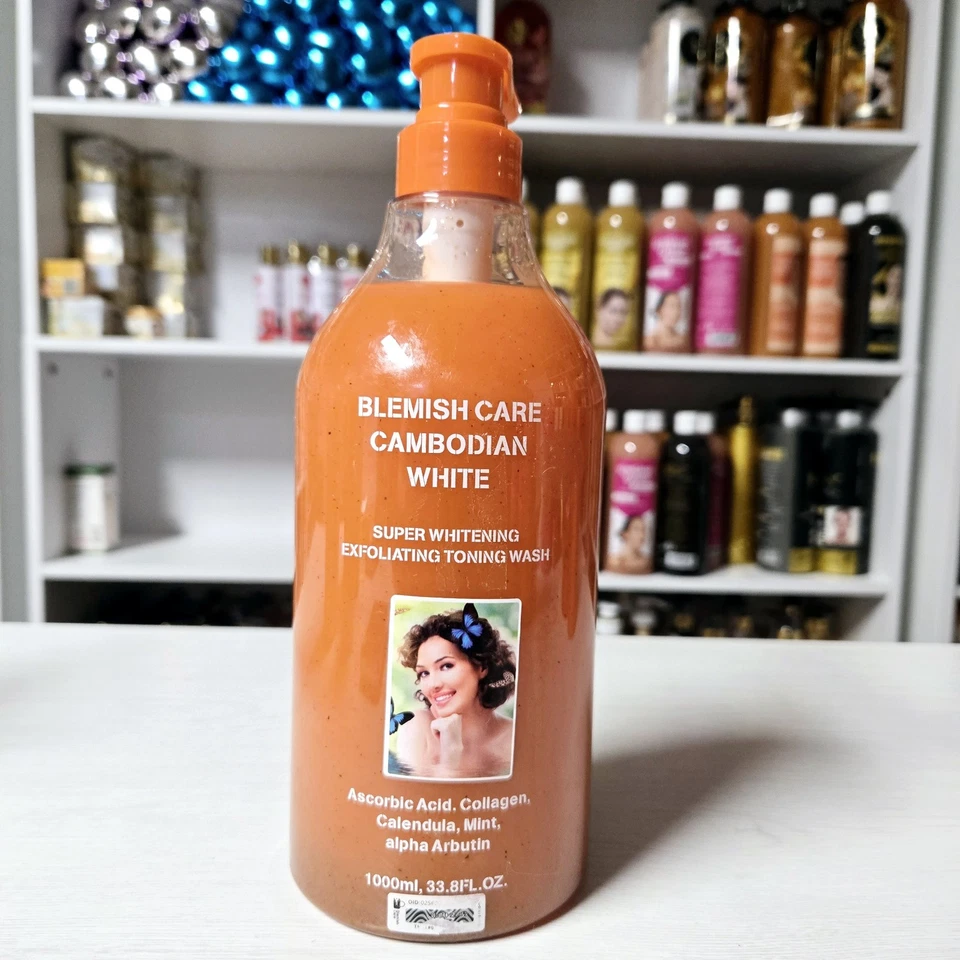 BLEMISH CARE
CAMBODIAN
WHITE
SUPER WHITENING
EXFOLIATING TONING WASH
Ascorbic Acid. Collagen,
Calendula, Mint,
alpha Arbutin
1000ml, 33.8FL.OZ.